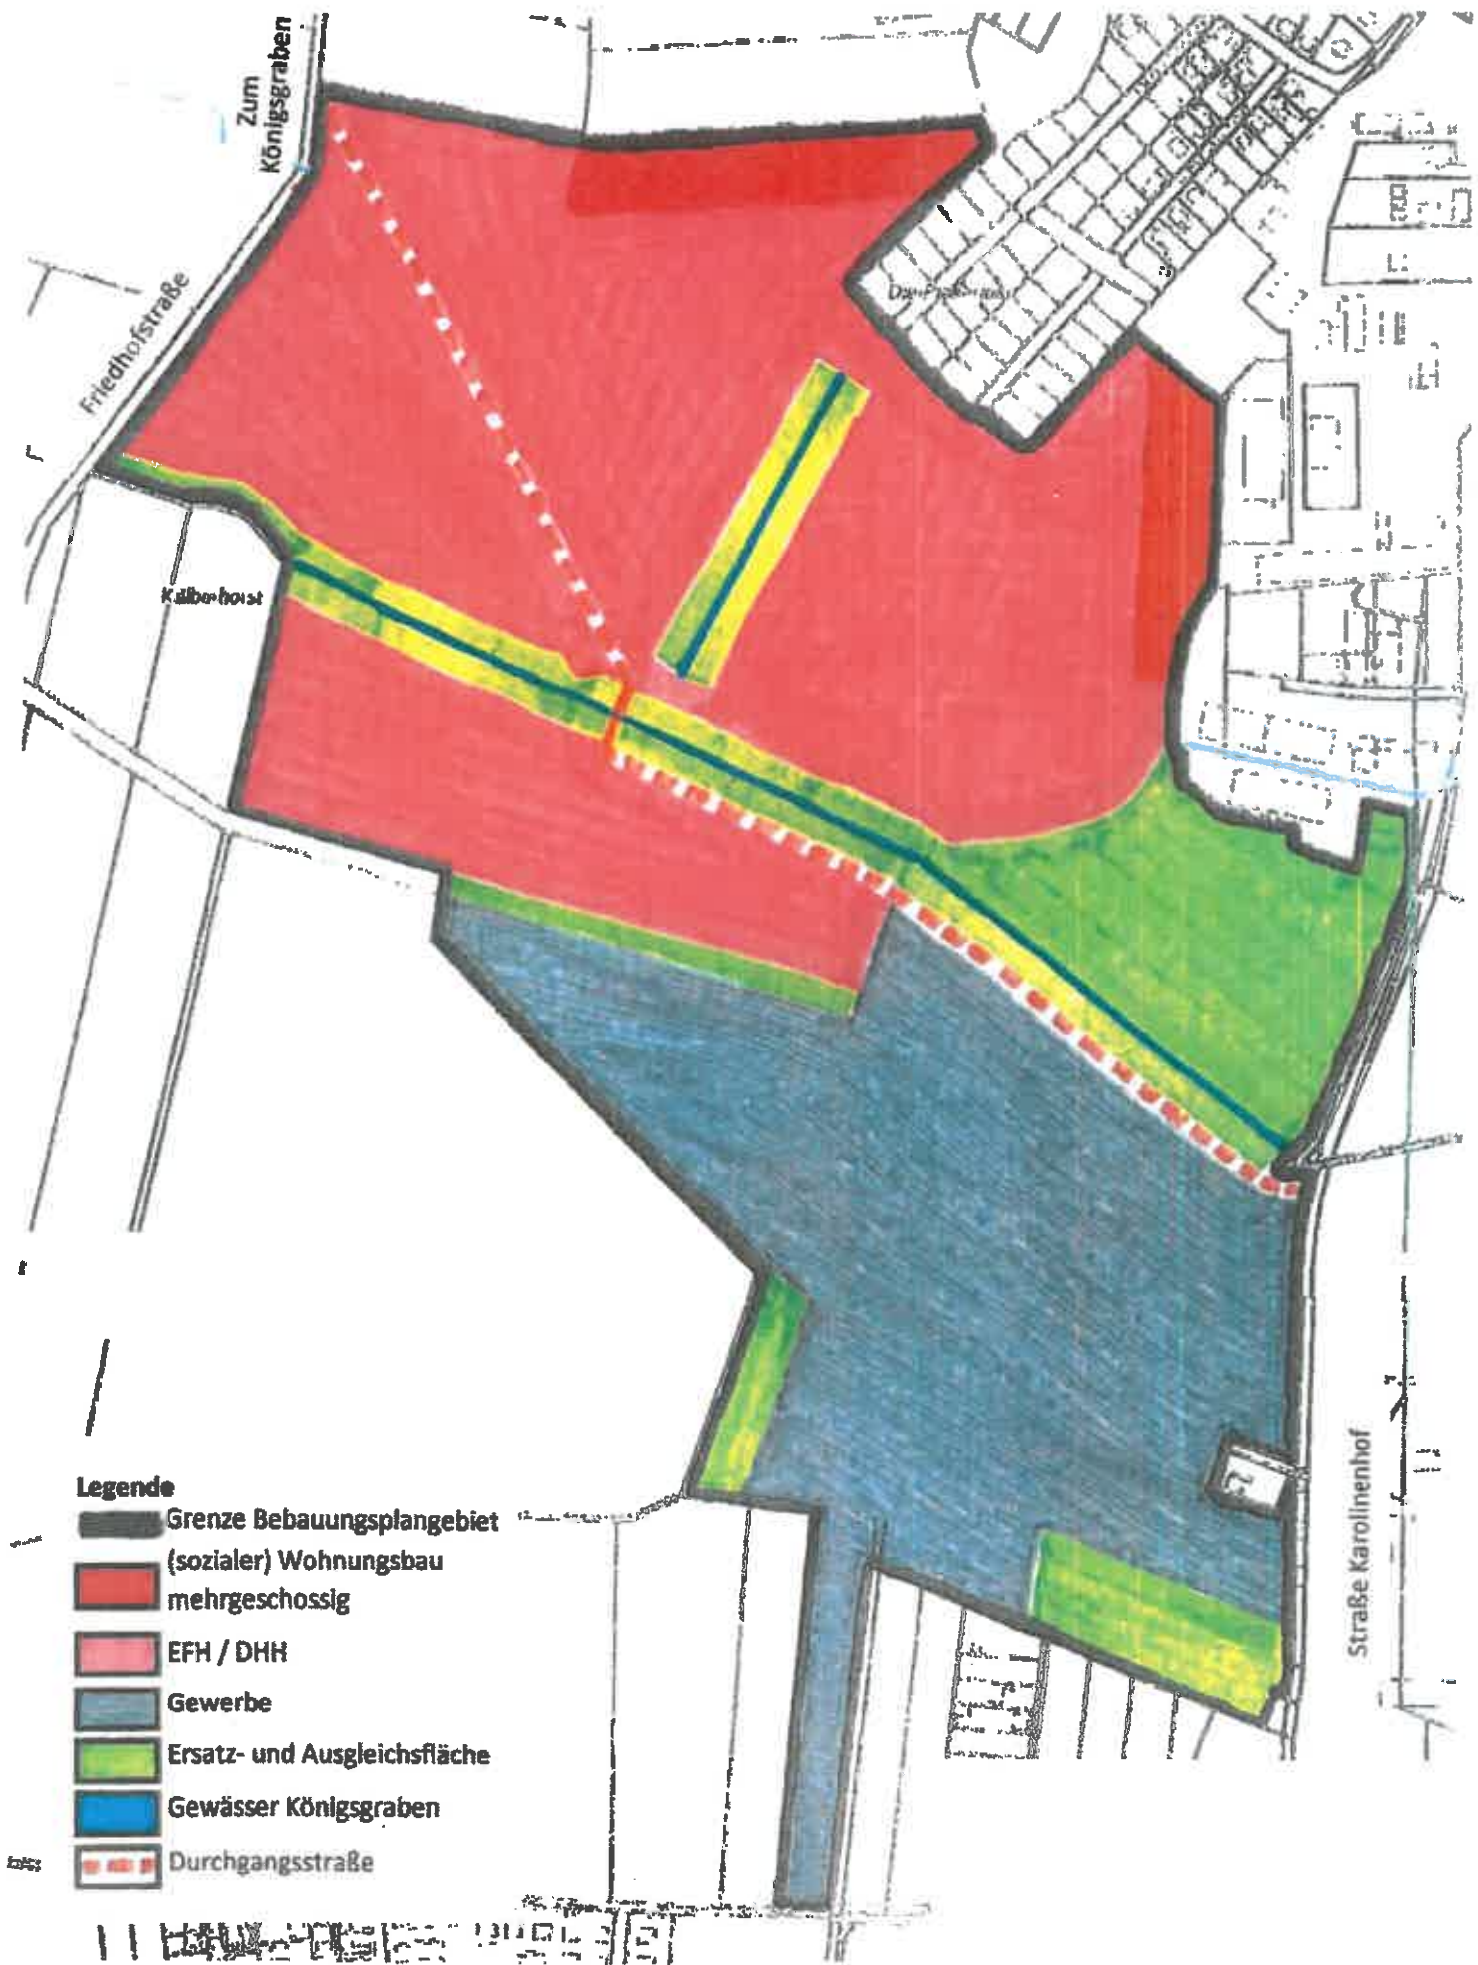 Zum
Königsgraben
Friedhofstraße
Kälberhorst
Straße Karolinenhof
Legende
Grenze Bebauungsplangebiet
(sozialer) Wohnungsbau
mehrgeschossig
EFH / DHH
Gewerbe
Ersatz- und Ausgleichsfläche
Gewässer Königsgraben
Durchgangsstraße